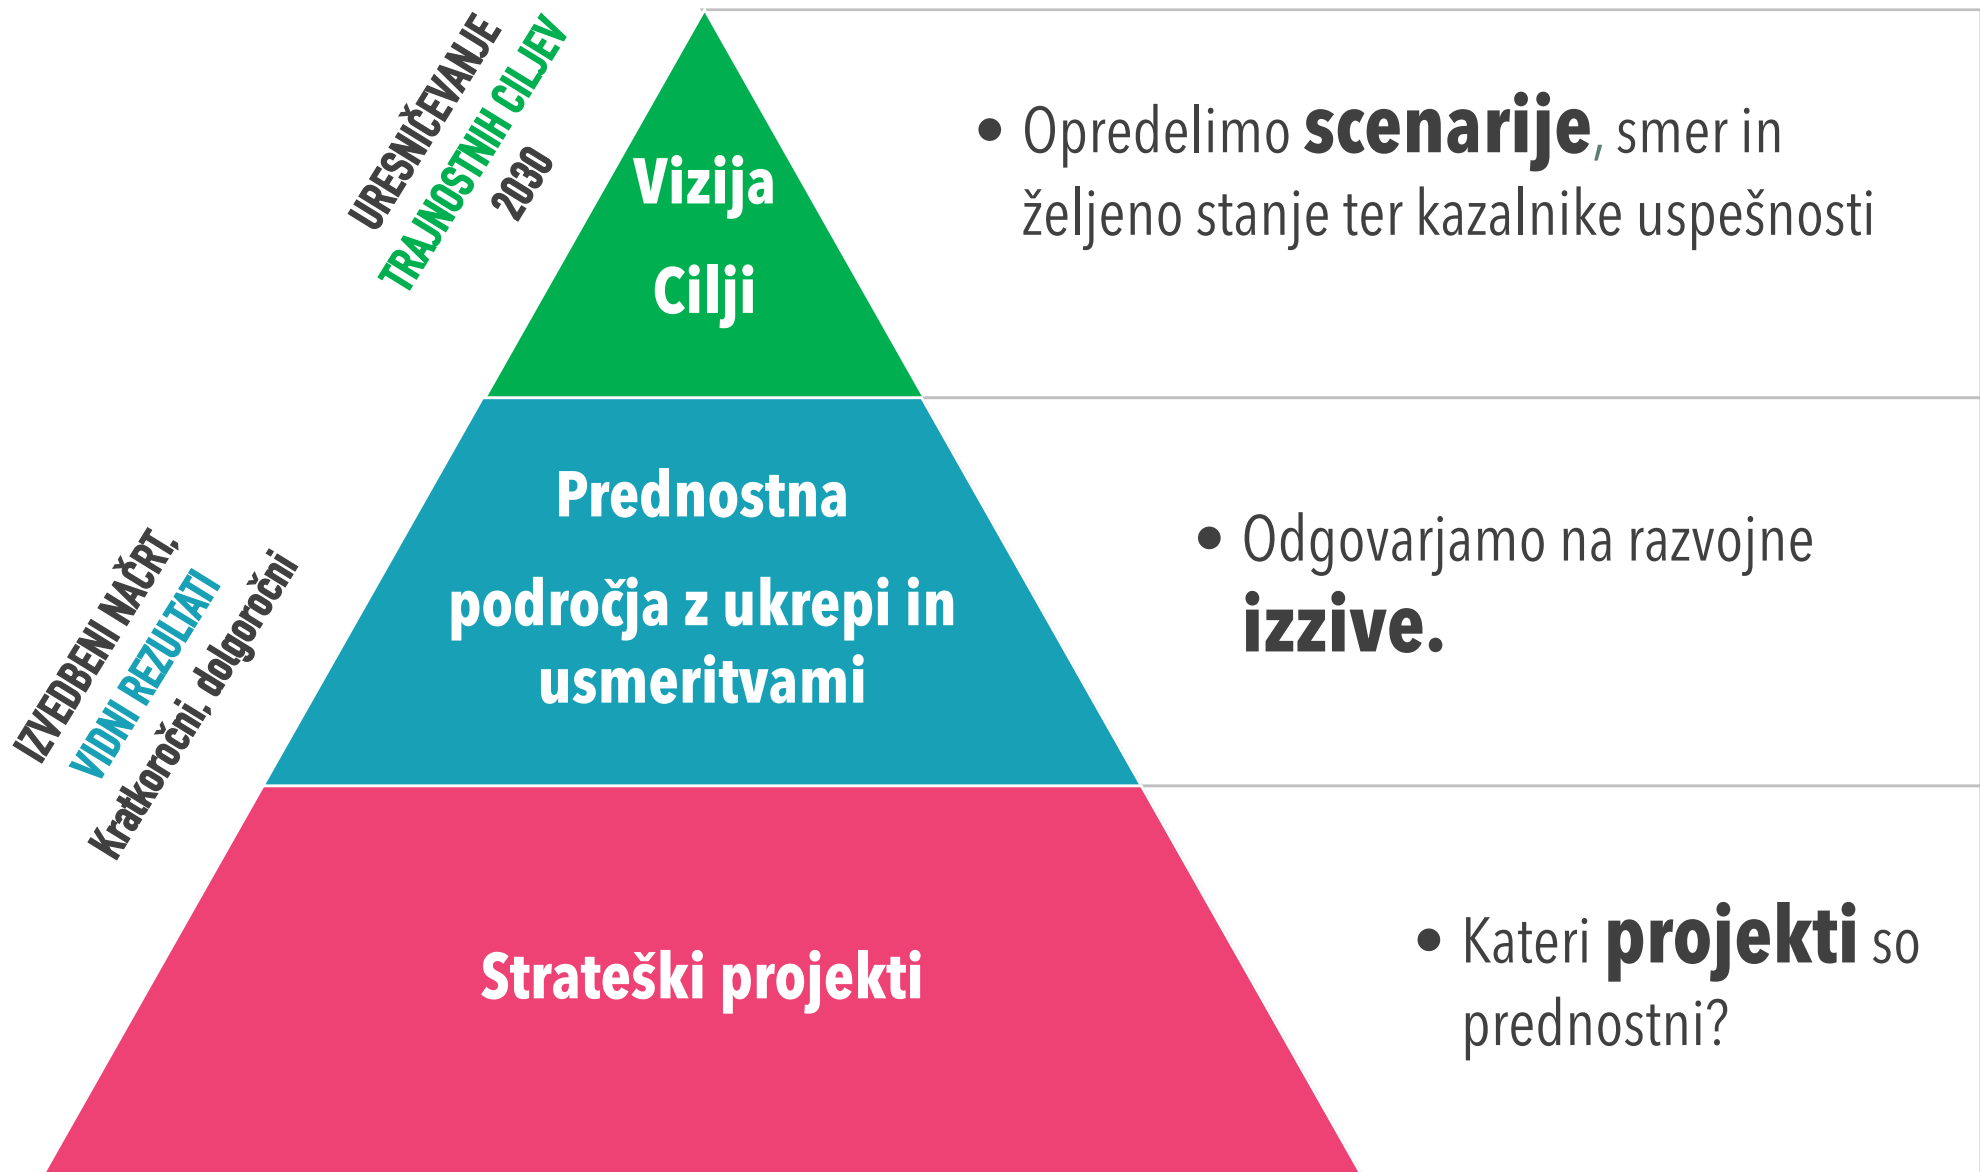 URESNIČEVANJE
TRAJNOSTNIH CILJEV
2030
Vizija
Cilji
• Opredelimo scenarije, smer in
željeno stanje ter kazalnike uspešnosti
IZVEDBENI NAČRT,
VIDNI REZULTATI
Kratkoročni, dolgoročni
Prednostna
področja z ukrepi in
usmeritvami
• Odgovarjamo na razvojne
izzive.
Strateški projekti
• Kateri projekti so
prednostni?